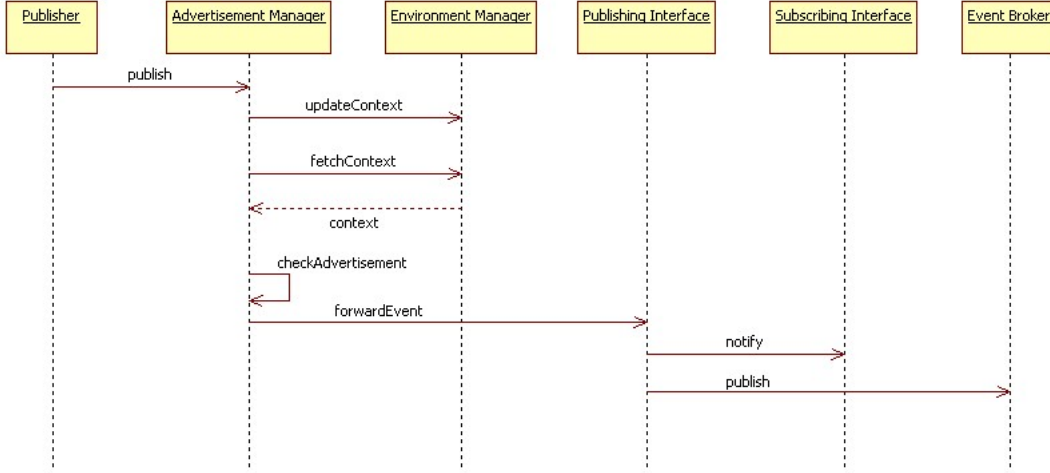 Publisher
Advertisement Manager
Environment Manager
Publishing Interface
Subscribing Interface
Event Broker
publish
updateContext
fetchContext
context
checkAdvertisement
forwardEvent
notify
publish